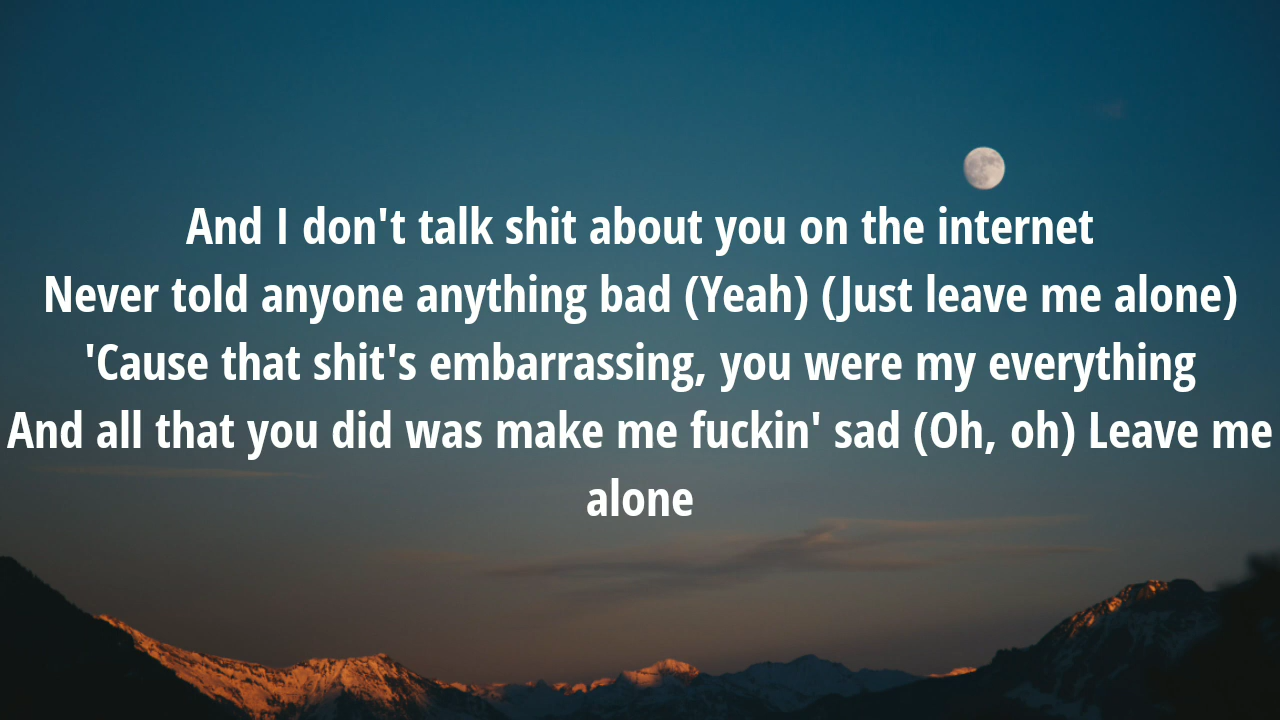 And I don't talk shit about you on the internet
Never told anyone anything bad (Yeah) (Just leave me alone)
'Cause that shit's embarrassing, you were my everything
And all that you did was make me fuckin' sad (Oh, oh) Leave me
alone